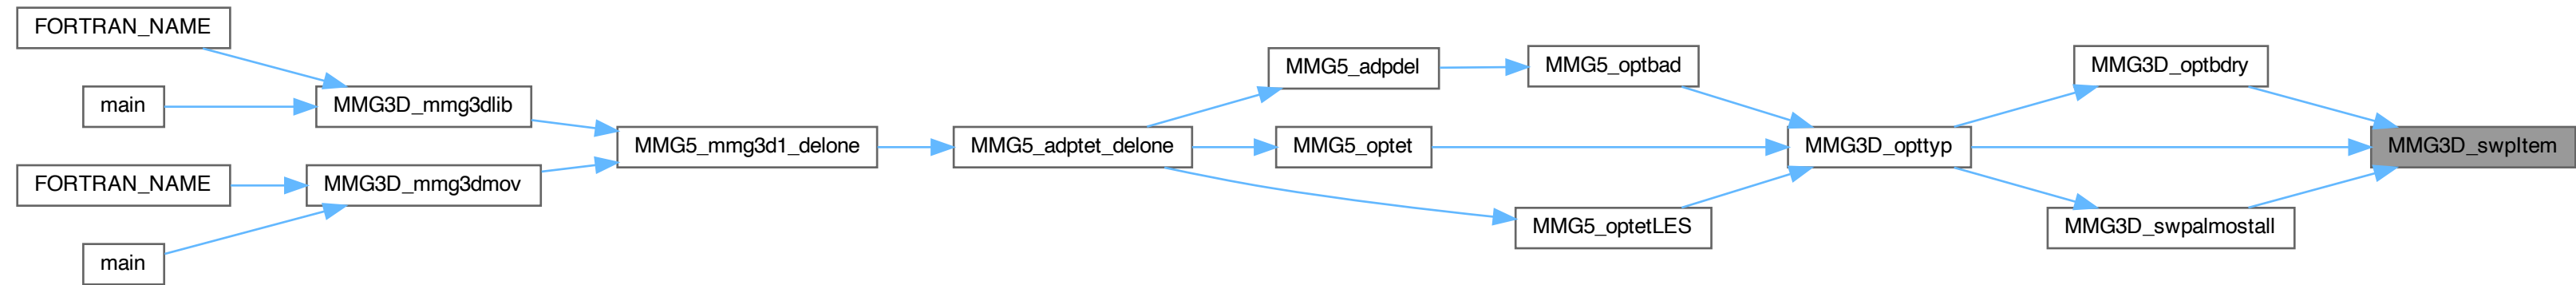 FORTRAN_NAME
main
MMG3D_mmg3dlib
FORTRAN_NAME
MMG3D_mmg3dmov
main
MMG5_mmg3d1_delone
MMG5_adptet_delone
MMG5_adpdel
MMG5_optet
MMG5_optbad
MMG5_optetLES
MMG3D_opttyp
MMG3D_optbdry
MMG3D_swpalmostall
MMG3D_swpItem